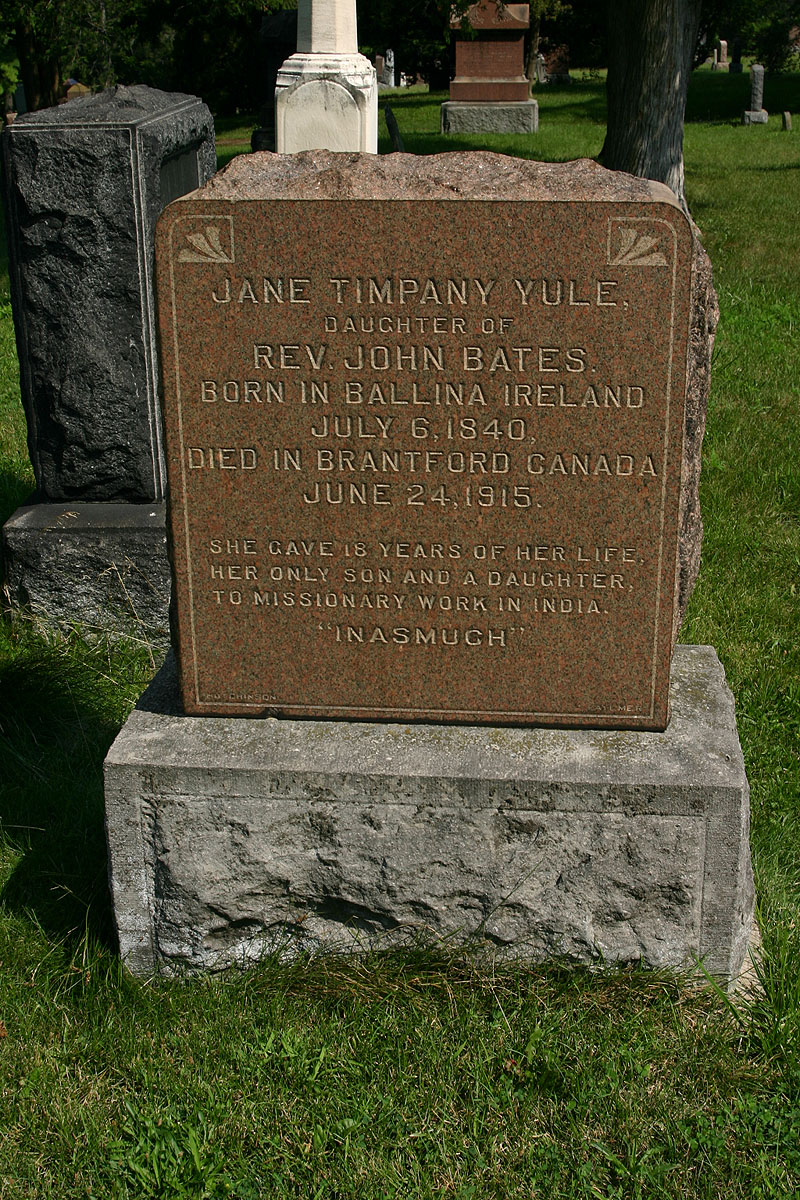 JANE TIMPANY YULE,
DAUGHTER OF
REV. JOHN BATES.
BORN IN BALLINA IRELAND
JULY 6, 1840,
DIED IN BRANTFORD CANADA
JUNE 24, 1915.
SHE GAVE 18 YEARS OF HER LIFE,
HER ONLY SON AND A DAUGHTER,
TO MISSIONARY WORK IN INDIA.
"INASMUCH"
HUTCHINSON
AYLMER